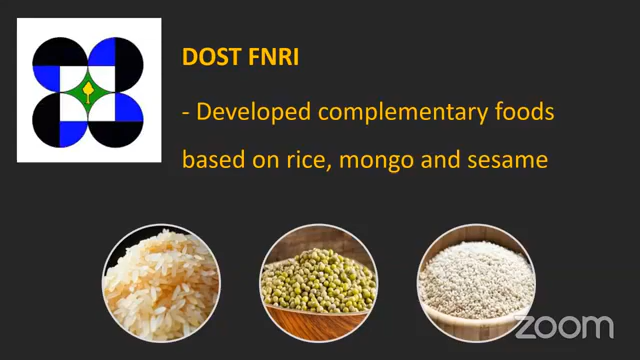 DOST FNRI
- Developed complementary foods
based on rice, mongo and sesame
zoom